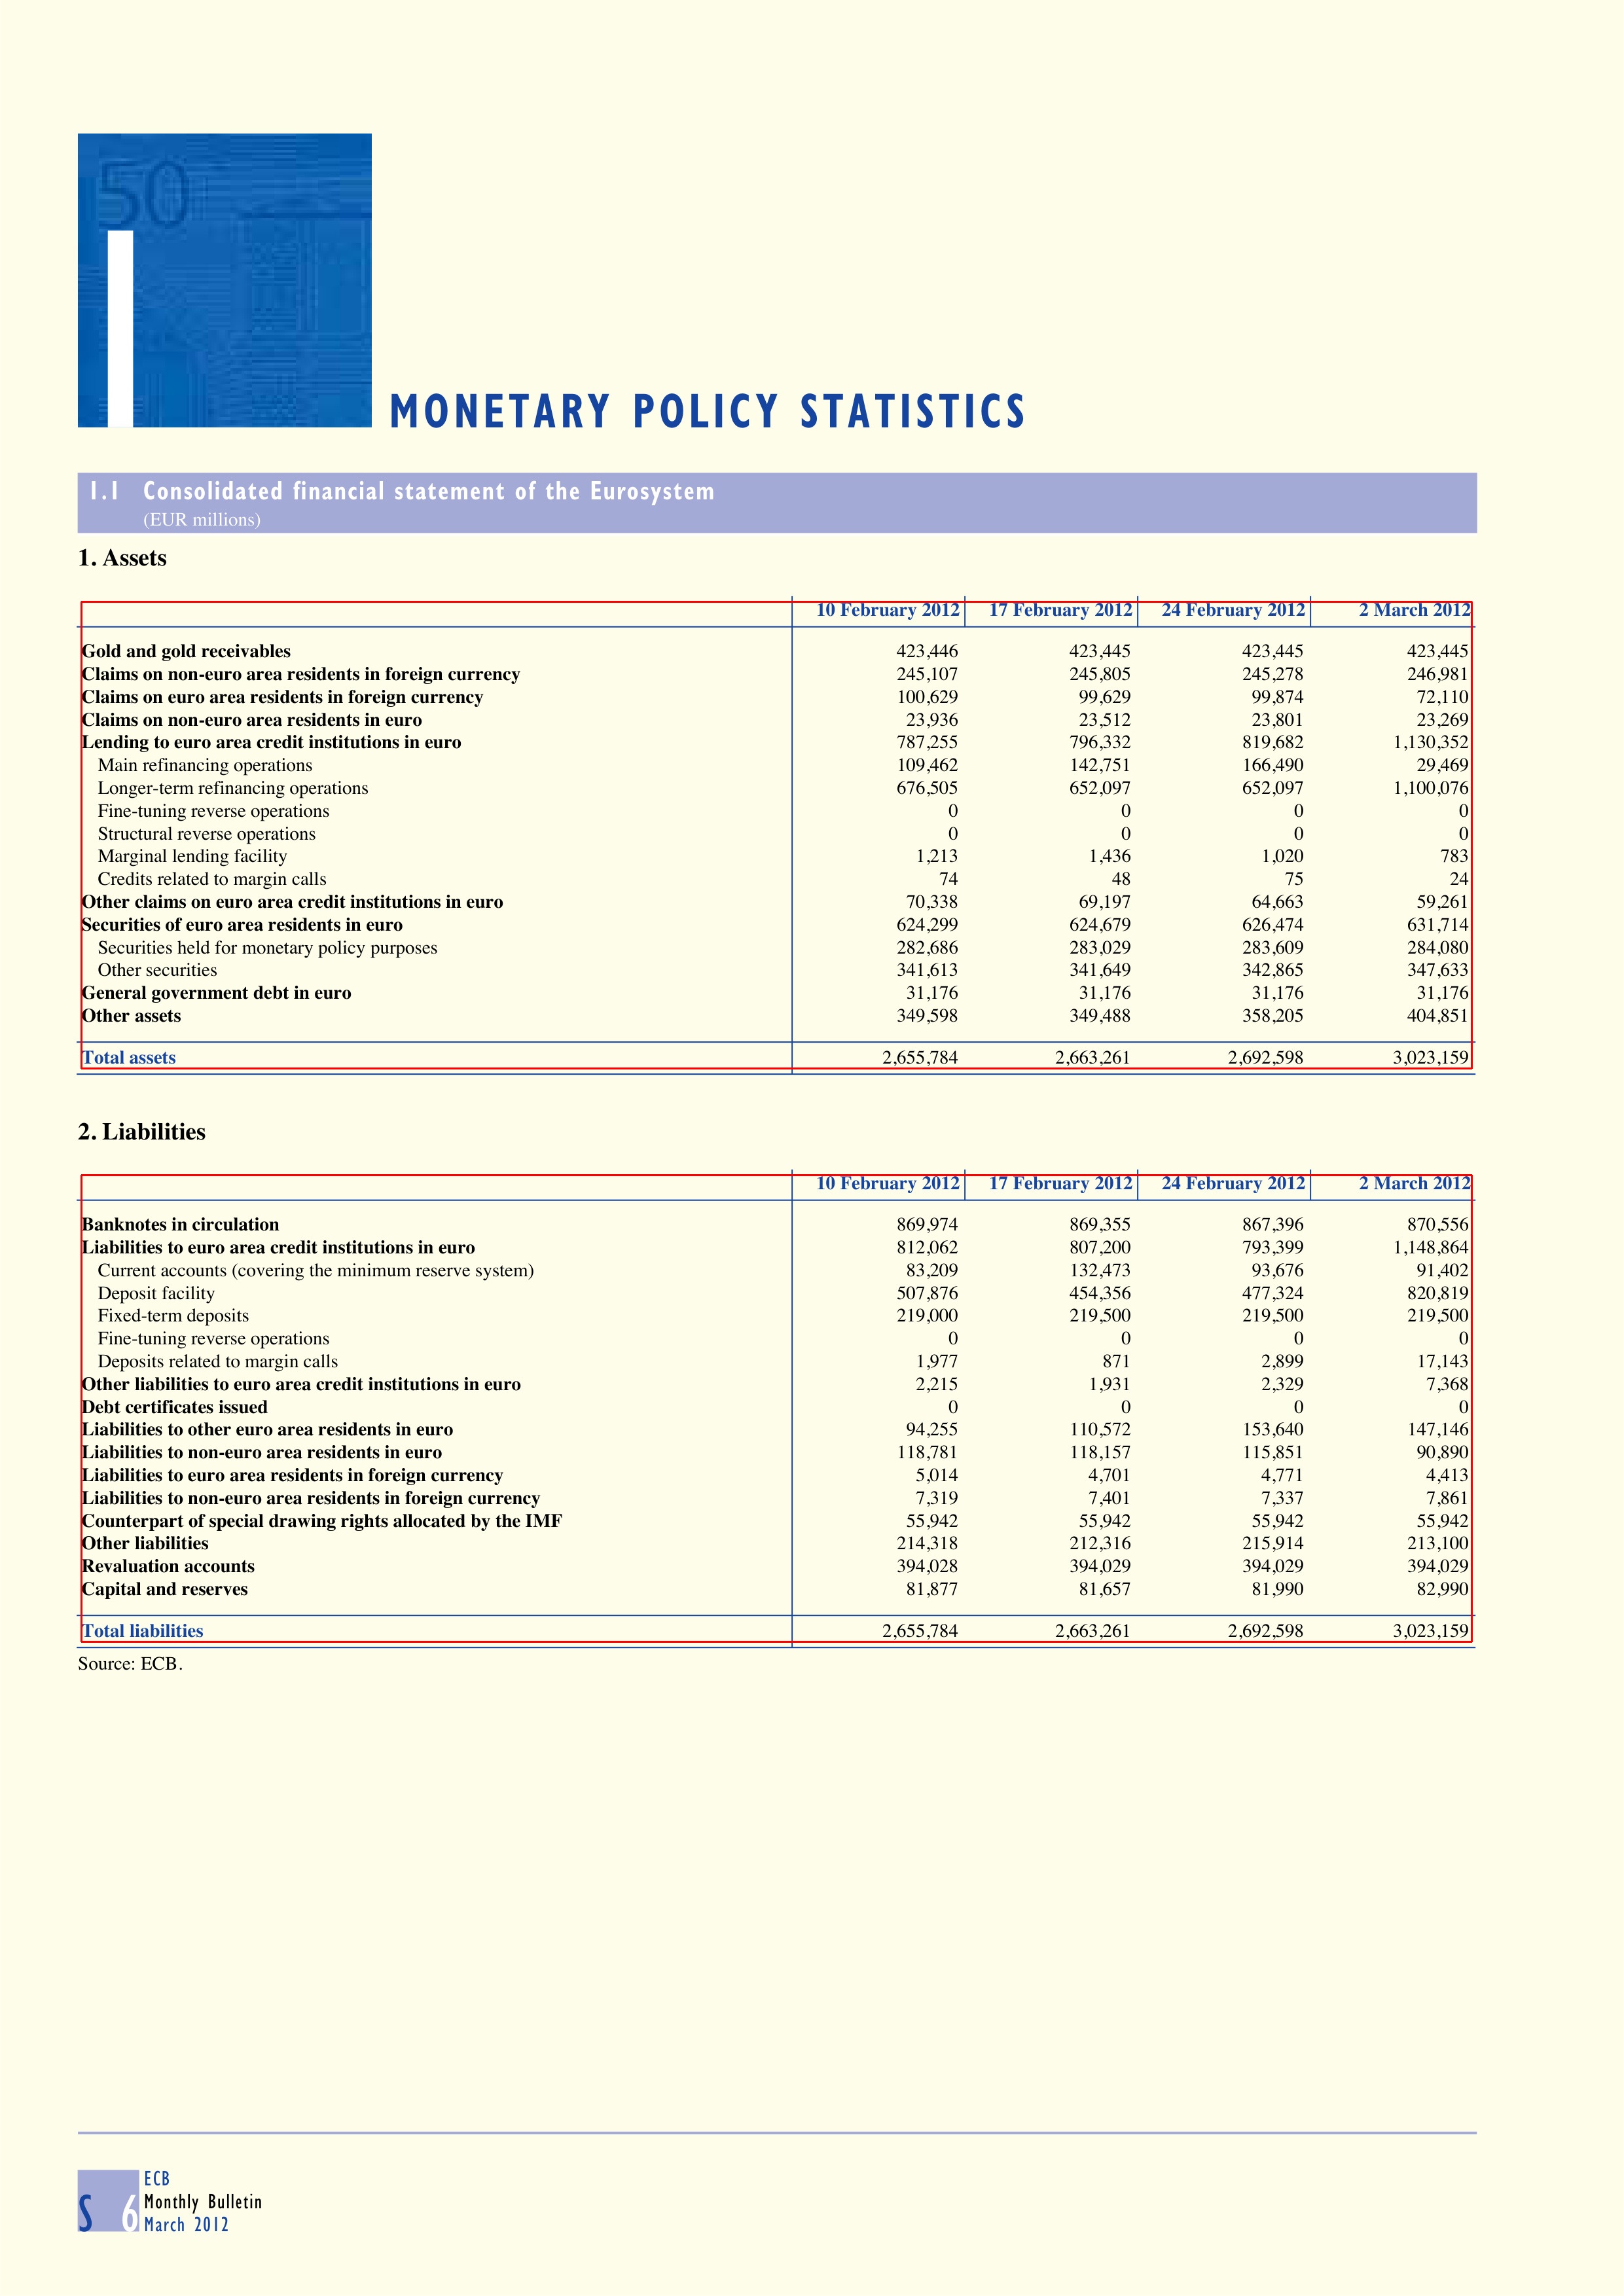 50
1
MONETARY POLICY STATISTICS
1.1 Consolidated financial statement of the Eurosystem
(EUR millions)
1. Assets
10 February 2012 17 February 2012 24 February 2012 2 March 2012
Gold and gold receivables 423,446 423,445 423,445 423,445
Claims on non-euro area residents in foreign currency 245,107 245,805 245,278 246,981
Claims on euro area residents in foreign currency 100,629 99,629 99,874 72,110
Claims on non-euro area residents in euro 23,936 23,512 23,801 23,269
Lending to euro area credit institutions in euro 787,255 796,332 819,682 1,130,352
Main refinancing operations 109,462 142,751 166,490 29,469
Longer-term refinancing operations 676,505 652,097 652,097 1,100,076
Fine-tuning reverse operations 0 0 0 0
Structural reverse operations 0 0 0 0
Marginal lending facility 1,213 1,436 1,020 783
Credits related to margin calls 74 48 75 24
Other claims on euro area credit institutions in euro 70,338 69,197 64,663 59,261
Securities of euro area residents in euro 624,299 624,679 626,474 631,714
Securities held for monetary policy purposes 282,686 283,029 283,609 284,080
Other securities 341,613 341,649 342,865 347,633
General government debt in euro 31,176 31,176 31,176 31,176
Other assets 349,598 349,488 358,205 404,851
Total assets 2,655,784 2,663,261 2,692,598 3,023,159
2. Liabilities
10 February 2012 17 February 2012 24 February 2012 2 March 2012
Banknotes in circulation 869,974 869,355 867,396 870,556
Liabilities to euro area credit institutions in euro 812,062 807,200 793,399 1,148,864
Current accounts (covering the minimum reserve system) 83,209 132,473 93,676 91,402
Deposit facility 507,876 454,356 477,324 820,819
Fixed-term deposits 219,000 219,500 219,500 219,500
Fine-tuning reverse operations 0 0 0 0
Deposits related to margin calls 1,977 871 2,899 17,143
Other liabilities to euro area credit institutions in euro 2,215 1,931 2,329 7,368
Debt certificates issued 0 0 0 0
Liabilities to other euro area residents in euro 94,255 110,572 153,640 147,146
Liabilities to non-euro area residents in euro 118,781 118,157 115,851 90,890
Liabilities to euro area residents in foreign currency 5,014 4,701 4,771 4,413
Liabilities to non-euro area residents in foreign currency 7,319 7,401 7,337 7,861
Counterpart of special drawing rights allocated by the IMF 55,942 55,942 55,942 55,942
Other liabilities 214,318 212,316 215,914 213,100
Revaluation accounts 394,028 394,029 394,029 394,029
Capital and reserves 81,877 81,657 81,990 82,990
Total liabilities 2,655,784 2,663,261 2,692,598 3,023,159
Source: ECB.
ECB
S 6 Monthly Bulletin
March 2012